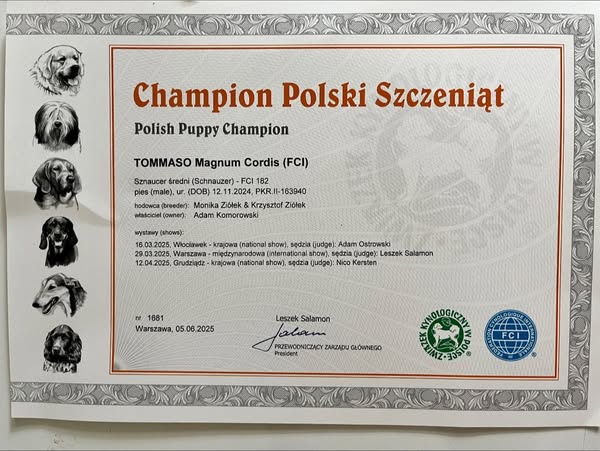 Champion Polski Szczeniąt
Polish Puppy Champion
TOMMASO Magnum Cordis (FCI)
Sznaucer średni (Schnauzer) - FCI 182
pies (male), ur. (DOB) 12.11.2024, PKR.II-163940
hodowca (breeder): Monika Ziółek & Krzysztof Ziółek
właściciel (owner): Adam Komorowski
wystawy (shows):
16.03.2025, Włocławek - krajowa (national show), sędzia (judge): Adam Ostrowski
29.03.2025, Warszawa - międzynarodowa (international show), sędzia (judge): Leszek Salamon
12.04.2025, Grudziądz - krajowa (national show), sędzia (judge): Nico Kersten
nr 1681
Warszawa, 05.06.2025
Leszek Salamon
PRZEWODNICZĄCY ZARZĄDU GŁÓWNEGO
President
ZWIĄZEK KYNOLOGICZNY W POLSCE
®
FEDERATION CYNOLOGIQUE INTERNATIONALE
FCI
®